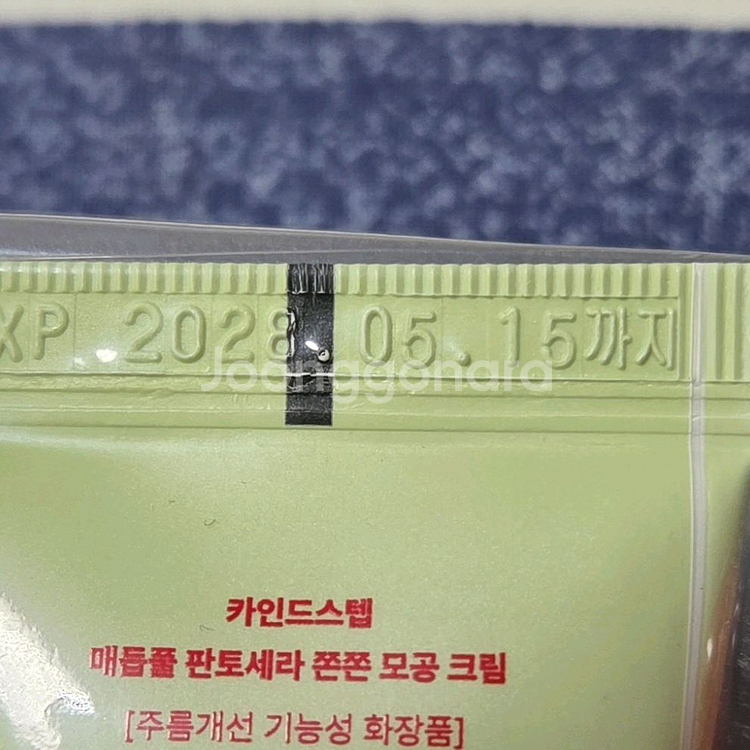 XP 2028. 05.15까지
Joonggonara
카인드스텝
매듭풀 판토세라 쫀쫀 모공 크림
[주름개선 기능성 화장품]